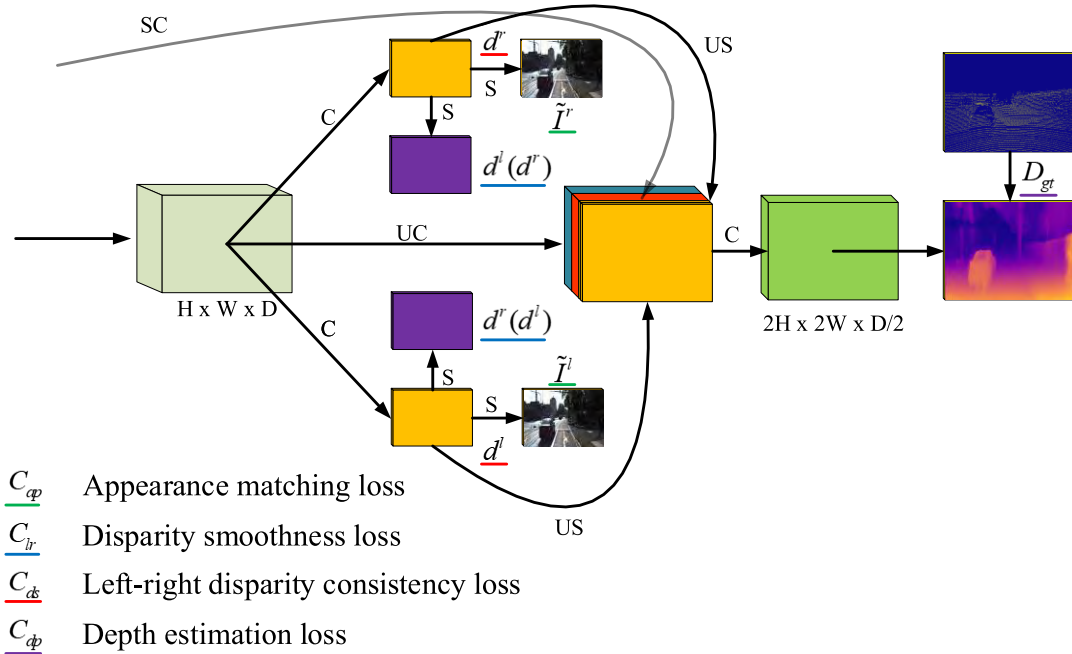 SC
US
d^r
S
C
S
Ĩ^r
d^l(d^r)
D_gt
UC
C
H x W x D
C
d^r(d^l)
2H x 2W x D/2
Ĩ^l
S
S
d^l
US
C_ap Appearance matching loss
C_lr Disparity smoothness loss
C_ds Left-right disparity consistency loss
C_dp Depth estimation loss